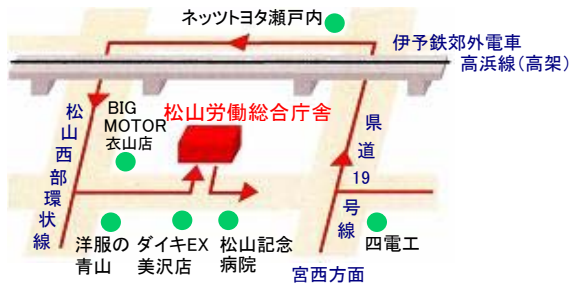 ネッツトヨタ瀬戸内
伊予鉄郊外電車
高浜線(高架)
松山西部環状線
BIG
MOTOR
衣山店
松山労働総合庁舎
県道19号線
洋服の
青山
ダイキEX
美沢店
松山記念
病院
四電工
宮西方面